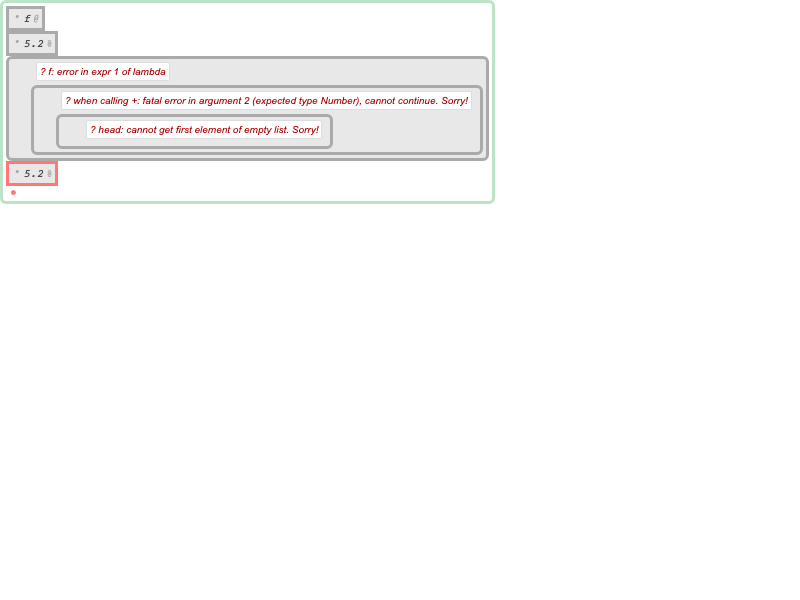 * f @
* 5.2 @
? f: error in expr 1 of lambda
? when calling +: fatal error in argument 2 (expected type Number), cannot continue. Sorry!
? head: cannot get first element of empty list. Sorry!
* 5.2 @